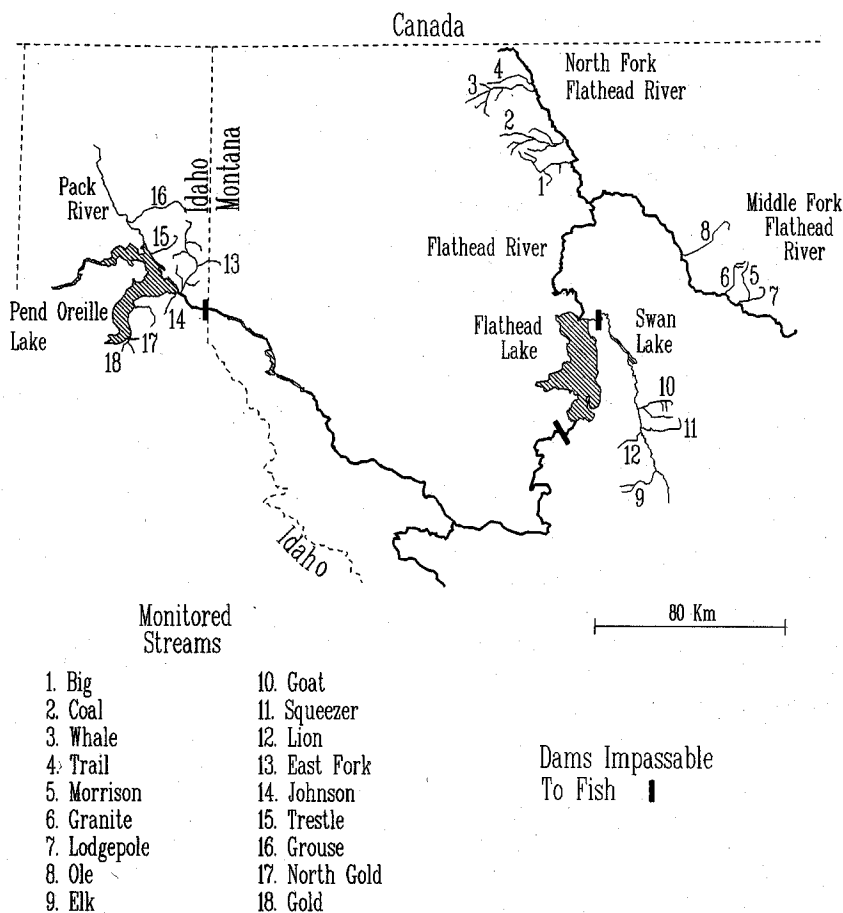 Canada
North Fork
Flathead River
4
3
2
1
Idaho
Montana
Pack
River
16
15
13
Middle Fork
Flathead
River
8
6
5
7
Flathead River
Pend Oreille
Lake
14
17
18
Flathead
Lake
Swan
Lake
10
11
12
9
Idaho
80 Km
Monitored
Streams
1. Big
2. Coal
3. Whale
4. Trail
5. Morrison
6. Granite
7. Lodgepole
8. Ole
9. Elk
10. Goat
11. Squeezer
12. Lion
13. East Fork
14. Johnson
15. Trestle
16. Grouse
17. North Gold
18. Gold
Dams Impassable
To Fish